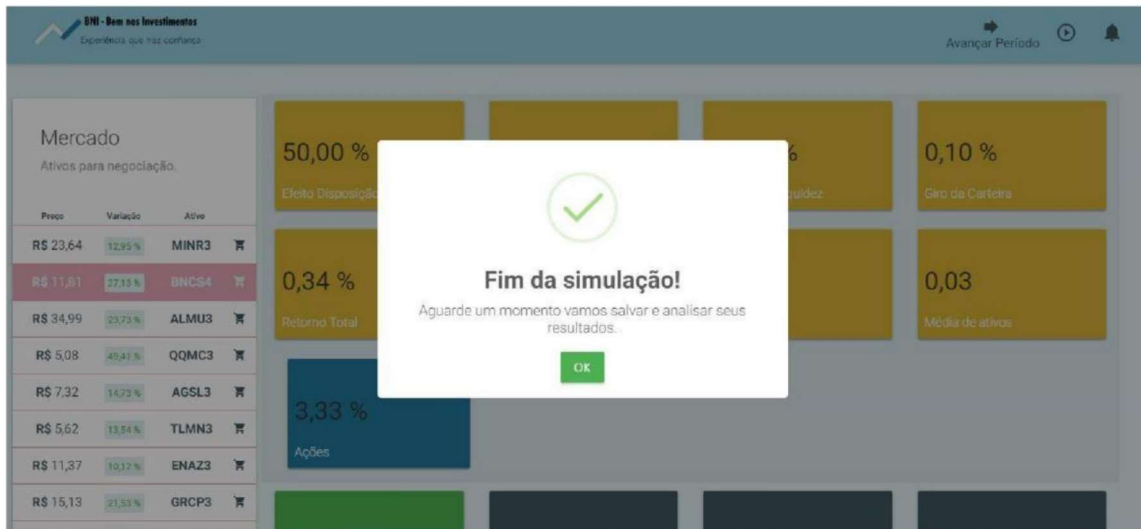 BNI - Bem nos Investimentos
Experiência que nos confiança
Avançar Período
Mercado
Ativos para negociação.
Preço Variação Ativo
R$ 23,64 12,95 % MINR3
R$ 11,81 27,13 % BNCS4
R$ 34,99 23,73 % ALMU3
R$ 5,08 49,41 % QQMC3
R$ 7,32 14,73 % AGSL3
R$ 5,62 13,54 % TLMN3
R$ 11,37 10,12 % ENAZ3
R$ 15,13 21,53 % GRCP3
50,00 %
Efeito Disposição
%
0,10 %
Giro da Carteira
0,34 %
Retorno Total
0,03
Média de ativos
3,33 %
Ações
Fim da simulação!
Aguarde um momento vamos salvar e analisar seus
resultados.
OK